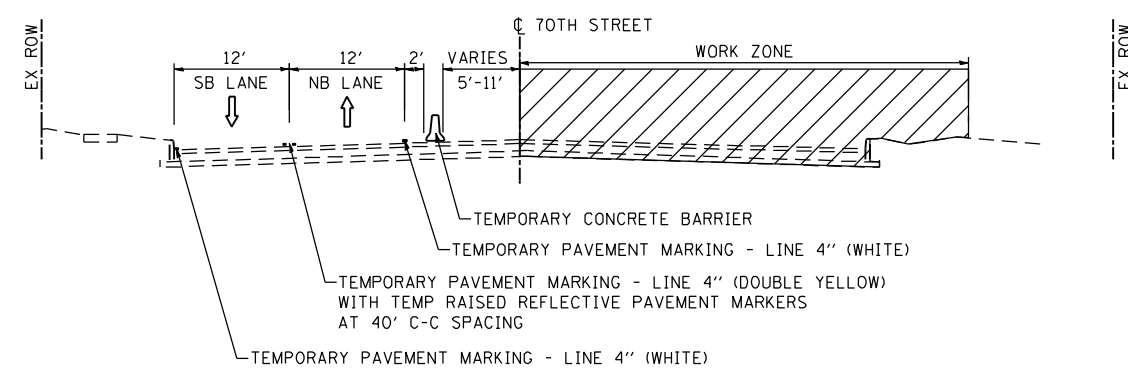 ℄ 70TH STREET
EX ROW
EX ROW
12' 12' 2' VARIES WORK ZONE
SB LANE NB LANE 5'-11'
TEMPORARY CONCRETE BARRIER
TEMPORARY PAVEMENT MARKING - LINE 4'' (WHITE)
TEMPORARY PAVEMENT MARKING - LINE 4'' (DOUBLE YELLOW)
WITH TEMP RAISED REFLECTIVE PAVEMENT MARKERS
AT 40' C-C SPACING
TEMPORARY PAVEMENT MARKING - LINE 4'' (WHITE)